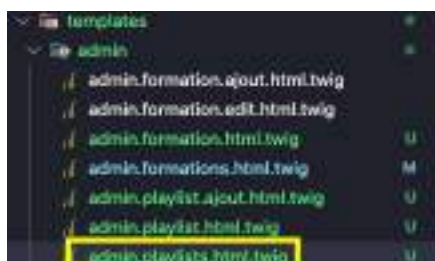 templates
admin
admin.formation.ajout.html.twig
admin.formation.edit.html.twig
admin.formation.html.twig U
admin.formations.html.twig M
admin.playlist.ajout.html.twig U
admin.playlist.html.twig U
admin.playlists.html.twig U